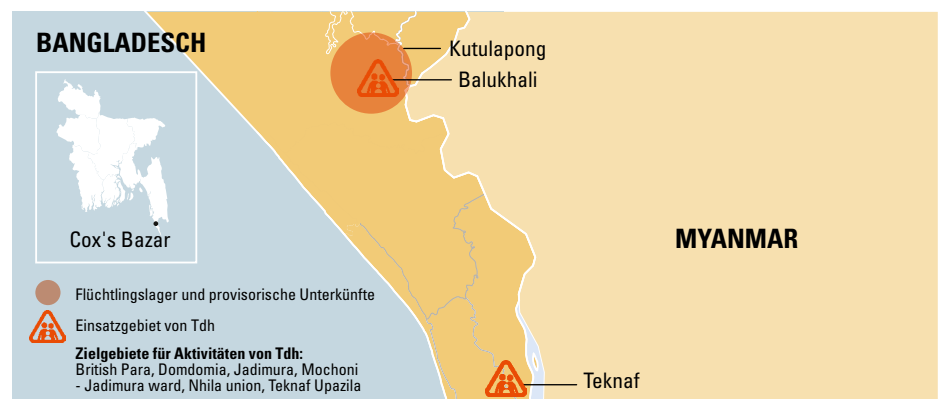 BANGLADESCH
Kutulapong
Balukhali
Cox's Bazar
MYANMAR
Flüchtlingslager und provisorische Unterkünfte
Einsatzgebiet von Tdh
Zielgebiete für Aktivitäten von Tdh:
British Para, Domdomia, Jadimura, Mochoni
- Jadimura ward, Nhila union, Teknaf Upazila
Teknaf